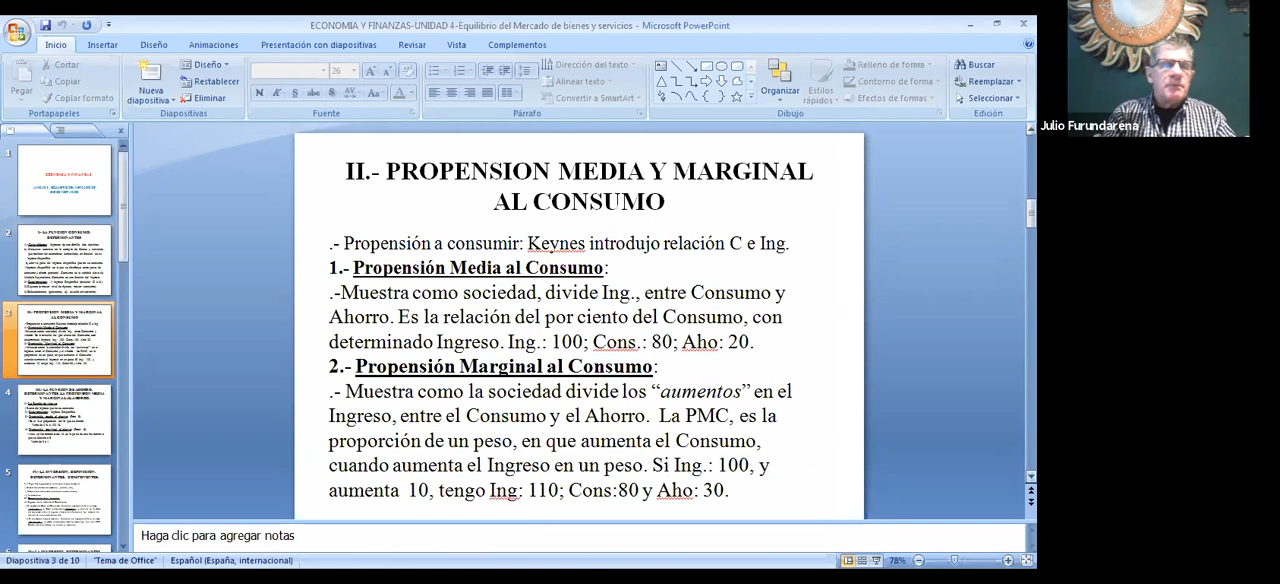 ECONOMIA Y FINANZAS-UNIDAD 4-Equilibrio del Mercado de bienes y servicios - Microsoft PowerPoint
Inicio
Insertar
Diseño
Animaciones
Presentación con diapositivas
Revisar
Vista
Complementos
Pegar
Cortar
Copiar
Copiar formato
Portapapeles
Nueva
diapositiva
Diseño
Restablecer
Eliminar
Diapositivas
26
Fuente
Dirección del texto
Alinear texto
Convertir a SmartArt
Párrafo
Organizar
Estilos
rápidos
Relleno de forma
Contorno de forma
Efectos de formas
Dibujo
Buscar
Reemplazar
Seleccionar
Edición
Julio Furundarena
1
2
3
4
5
II.- PROPENSION MEDIA Y MARGINAL
AL CONSUMO
.- Propensión a consumir: Keynes introdujo relación C e Ing.
1.- Propensión Media al Consumo:
.-Muestra como sociedad, divide Ing., entre Consumo y
Ahorro. Es la relación del por ciento del Consumo, con
determinado Ingreso. Ing.: 100; Cons.: 80; Aho: 20.
2.- Propensión Marginal al Consumo:
.- Muestra como la sociedad divide los “aumentos” en el
Ingreso, entre el Consumo y el Ahorro. La PMC, es la
proporción de un peso, en que aumenta el Consumo,
cuando aumenta el Ingreso en un peso. Si Ing.: 100, y
aumenta 10, tengo Ing: 110; Cons:80 y Aho: 30.
Haga clic para agregar notas
Diapositiva 3 de 10
"Tema de Office"
Español (España, internacional)
78%